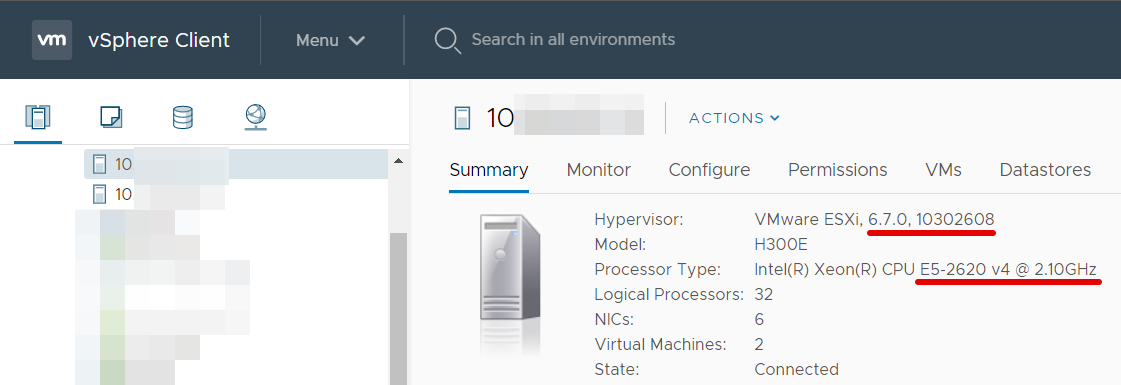 vm vSphere Client Menu Search in all environments
10
ACTIONS
10
10
Summary Monitor Configure Permissions VMs Datastores
Hypervisor: VMware ESXi, 6.7.0, 10302608
Model: H300E
Processor Type: Intel(R) Xeon(R) CPU E5-2620 v4 @ 2.10GHz
Logical Processors: 32
NICs: 6
Virtual Machines: 2
State: Connected